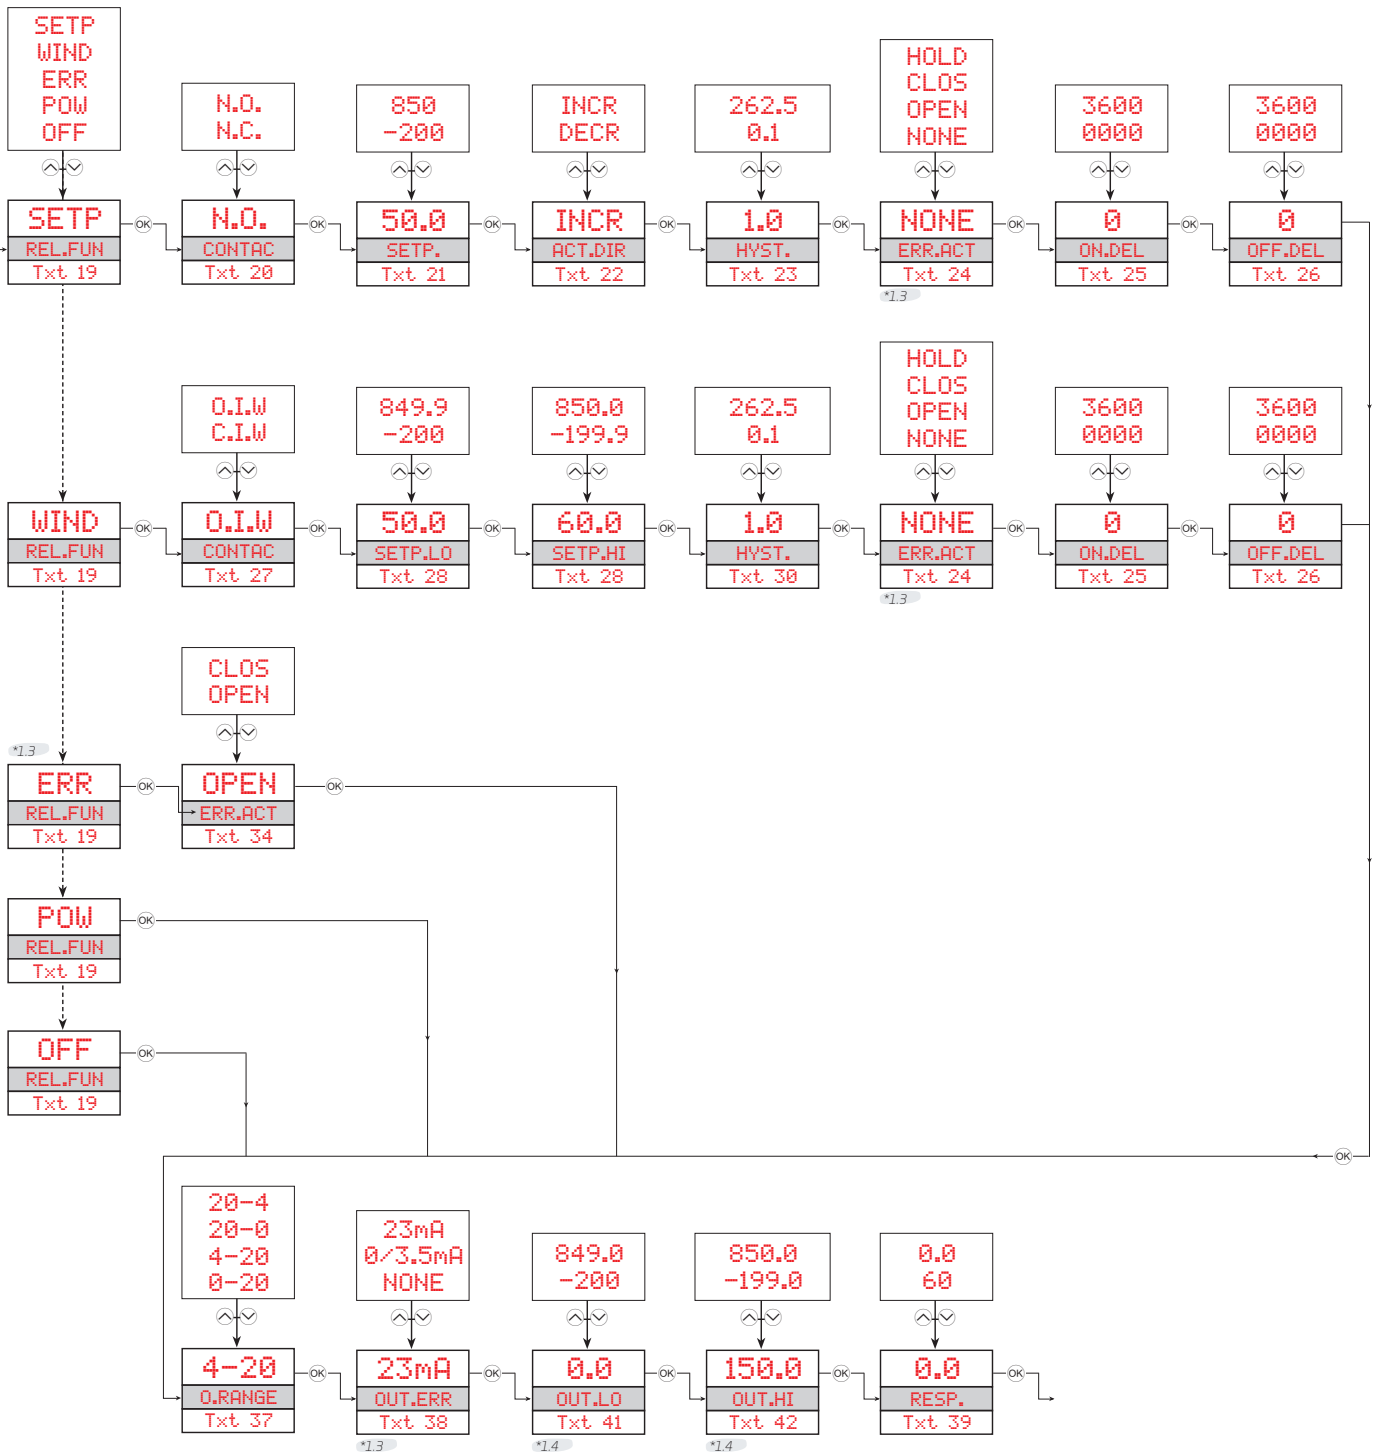 SETP
WIND
ERR
POW
OFF
N.O.
N.C.
850
-200
INCR
DECR
262.5
0.1
HOLD
CLOS
OPEN
NONE
3600
0000
3600
0000
SETP
REL.FUN
Txt 19
OK
N.O.
CONTAC
Txt 20
OK
50.0
SETP.
Txt 21
OK
INCR
ACT.DIR
Txt 22
OK
1.0
HYST.
Txt 23
OK
NONE
ERR.ACT
Txt 24
*1.3
OK
0
ON.DEL
Txt 25
OK
0
OFF.DEL
Txt 26
O.I.W
C.I.W
849.9
-200
850.0
-199.9
262.5
0.1
HOLD
CLOS
OPEN
NONE
3600
0000
3600
0000
WIND
REL.FUN
Txt 19
OK
O.I.W
CONTAC
Txt 27
OK
50.0
SETP.LO
Txt 28
OK
60.0
SETP.HI
Txt 28
OK
1.0
HYST.
Txt 30
OK
NONE
ERR.ACT
Txt 24
*1.3
OK
0
ON.DEL
Txt 25
OK
0
OFF.DEL
Txt 26
CLOS
OPEN
*1.3
ERR
REL.FUN
Txt 19
OK
OPEN
ERR.ACT
Txt 34
OK
POW
REL.FUN
Txt 19
OK
OFF
REL.FUN
Txt 19
OK
OK
20-4
20-0
4-20
0-20
23mA
0/3.5mA
NONE
849.0
-200
850.0
-199.0
0.0
60
4-20
O.RANGE
Txt 37
OK
23mA
OUT.ERR
Txt 38
*1.3
OK
0.0
OUT.LO
Txt 41
*1.4
OK
150.0
OUT.HI
Txt 42
*1.4
OK
0.0
RESP.
Txt 39
OK